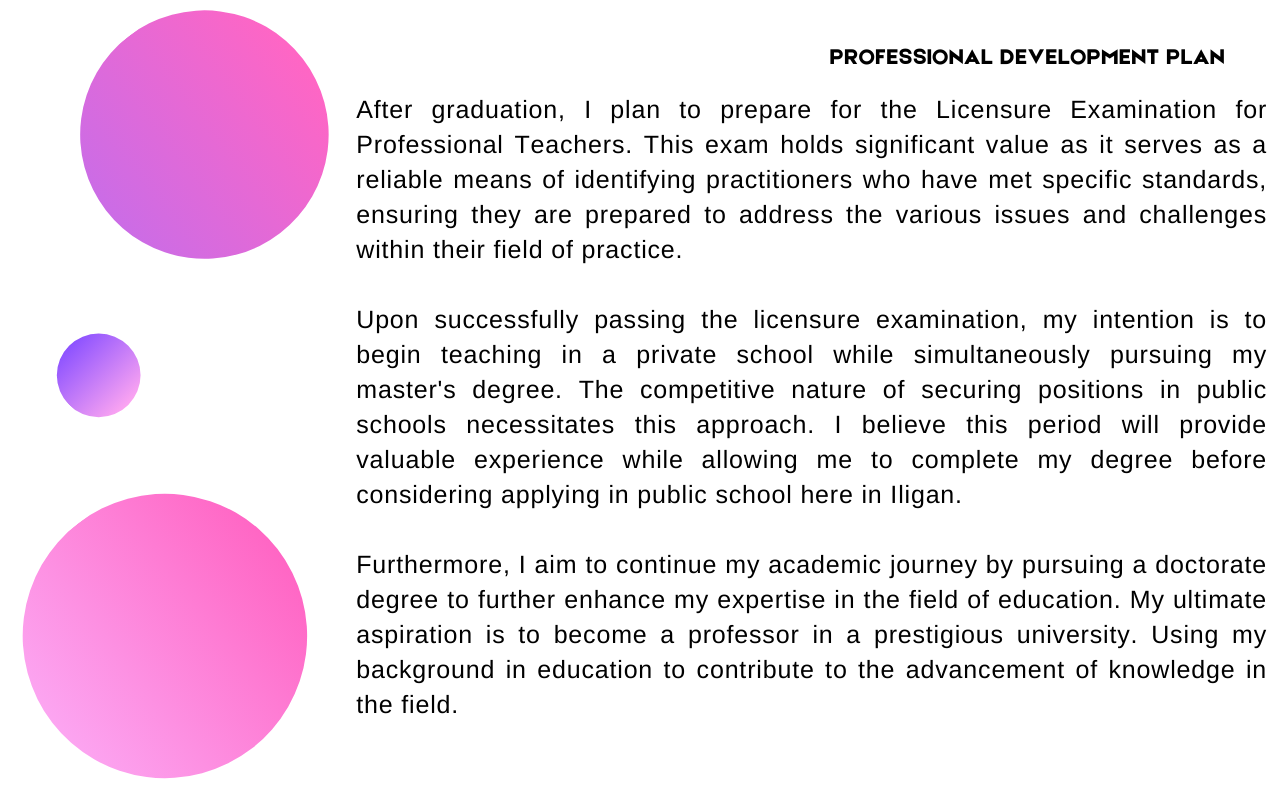 PROFESSIONAL DEVELOPMENT PLAN
After graduation, I plan to prepare for the Licensure Examination for
Professional Teachers. This exam holds significant value as it serves as a
reliable means of identifying practitioners who have met specific standards,
ensuring they are prepared to address the various issues and challenges
within their field of practice.
Upon successfully passing the licensure examination, my intention is to
begin teaching in a private school while simultaneously pursuing my
master's degree. The competitive nature of securing positions in public
schools necessitates this approach. I believe this period will provide
valuable experience while allowing me to complete my degree before
considering applying in public school here in Iligan.
Furthermore, I aim to continue my academic journey by pursuing a doctorate
degree to further enhance my expertise in the field of education. My ultimate
aspiration is to become a professor in a prestigious university. Using my
background in education to contribute to the advancement of knowledge in
the field.